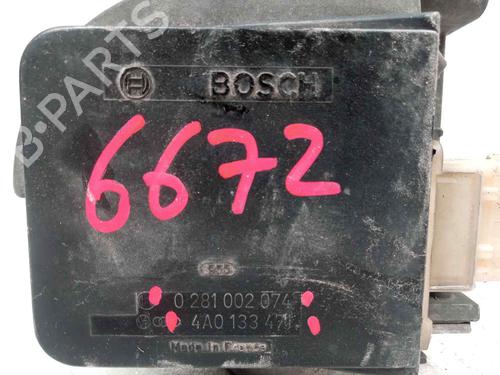 B-PARTS
BOSCH
6672
0 281 002 074
4A0 133 471
Made in France